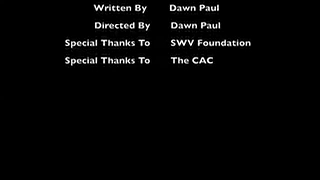 Written By Dawn Paul
Directed By Dawn Paul
Special Thanks To SWV Foundation
Special Thanks To The CAC